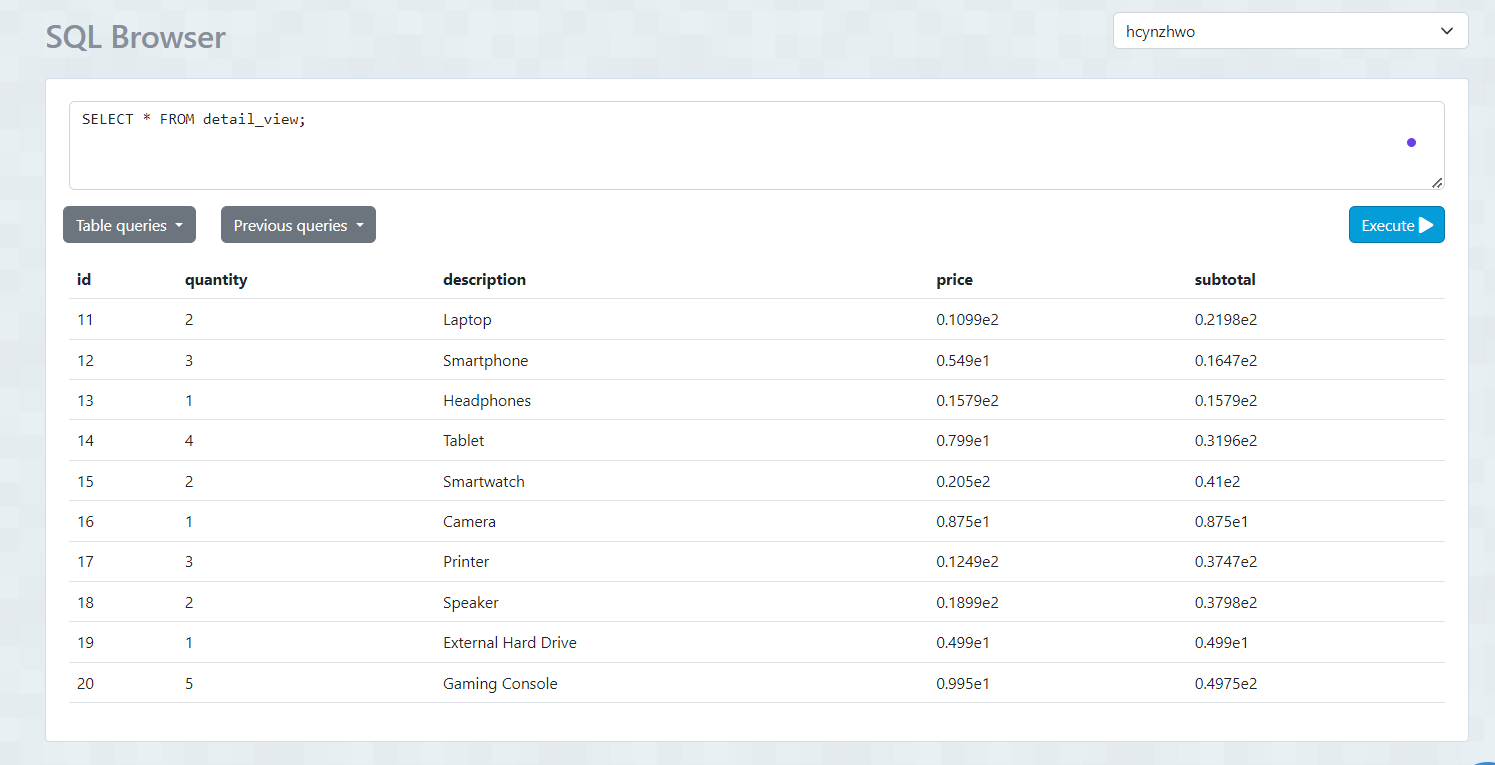 SQL Browser
hcynzhwo
SELECT * FROM detail_view;
Table queries
Previous queries
Execute
id quantity description price subtotal
11 2 Laptop 0.1099e2 0.2198e2
12 3 Smartphone 0.549e1 0.1647e2
13 1 Headphones 0.1579e2 0.1579e2
14 4 Tablet 0.799e1 0.3196e2
15 2 Smartwatch 0.205e2 0.41e2
16 1 Camera 0.875e1 0.875e1
17 3 Printer 0.1249e2 0.3747e2
18 2 Speaker 0.1899e2 0.3798e2
19 1 External Hard Drive 0.499e1 0.499e1
20 5 Gaming Console 0.995e1 0.4975e2